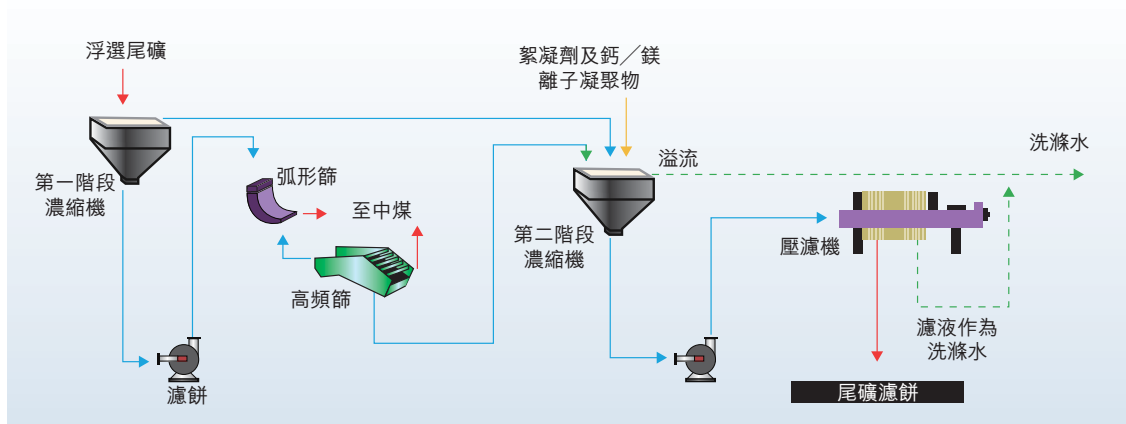 浮選尾礦
絮凝劑及鈣╱鎂
離子凝聚物
洗滌水
溢流
弧形篩
第一階段
濃縮機
至中煤
第二階段
濃縮機
壓濾機
高頻篩
濾液作為
洗滌水
濾餅
尾礦濾餅